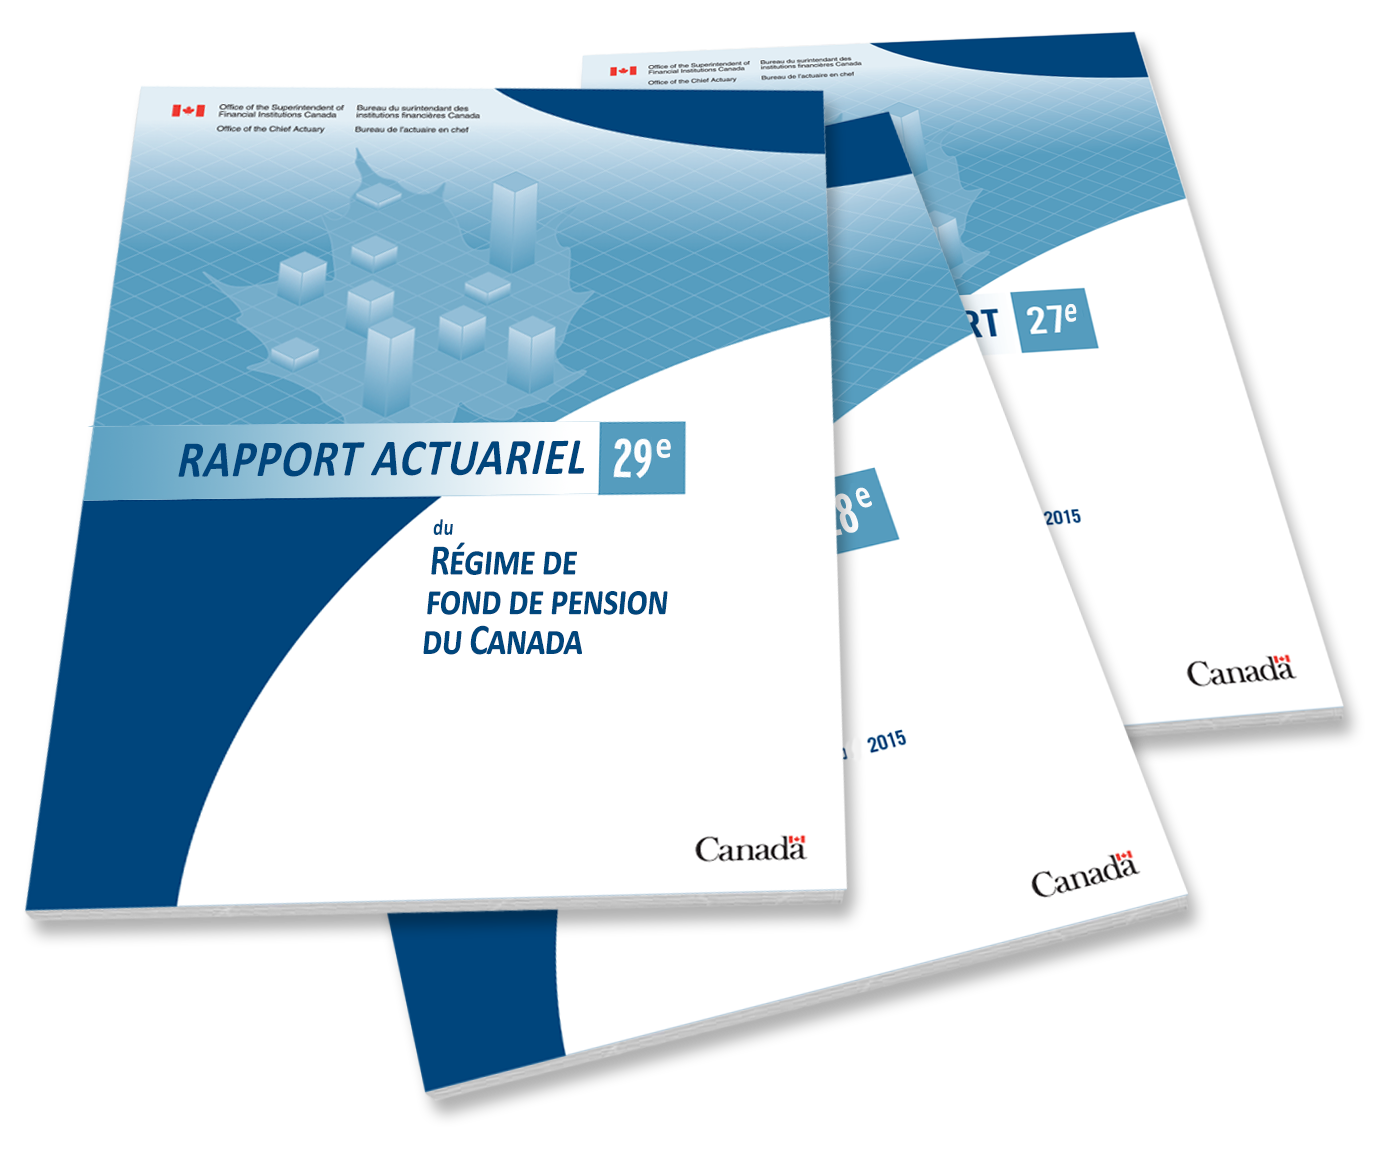 Office of the Superintendent of
Financial Institutions Canada
Office of the Chief Actuary
Bureau du surintendant des
institutions financières Canada
Bureau de l'actuaire en chef
RAPPORT ACTUARIEL 29e
du
RÉGIME DE
FOND DE PENSION
DU CANADA
Canada
28e
2015
Canada
Office of the Superintendent of
Financial Institutions Canada
Office of the Chief Actuary
Bureau du surintendant des
institutions financières Canada
Bureau de l'actuaire en chef
RT 27e
2015
Canada